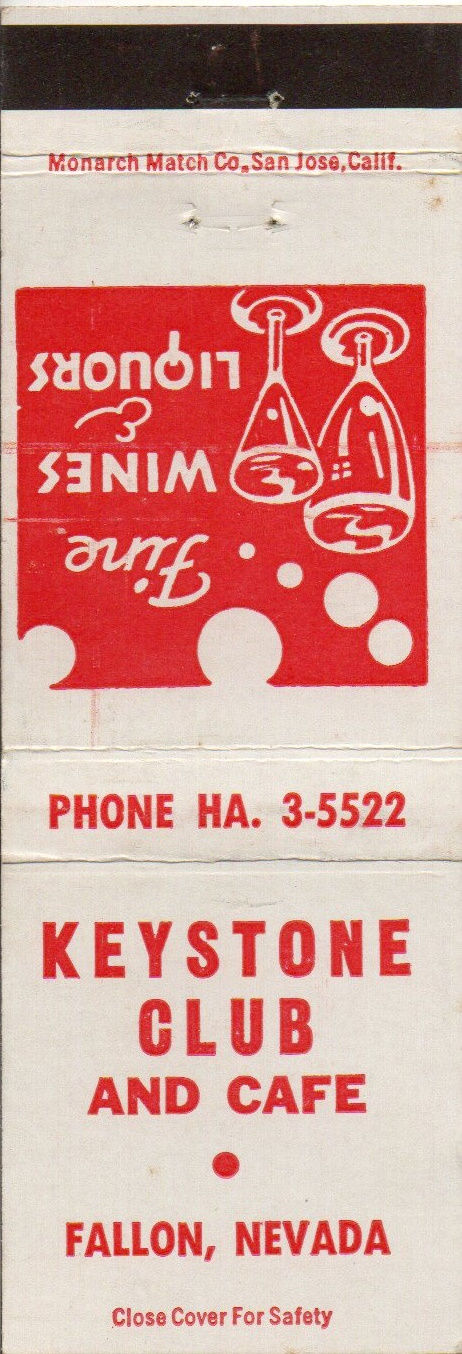 Monarch Match Co., San Jose, Calif.
Fine
WINES
&
LIQUORS
PHONE HA. 3-5522
KEYSTONE
CLUB
AND CAFE
FALLON, NEVADA
Close Cover For Safety